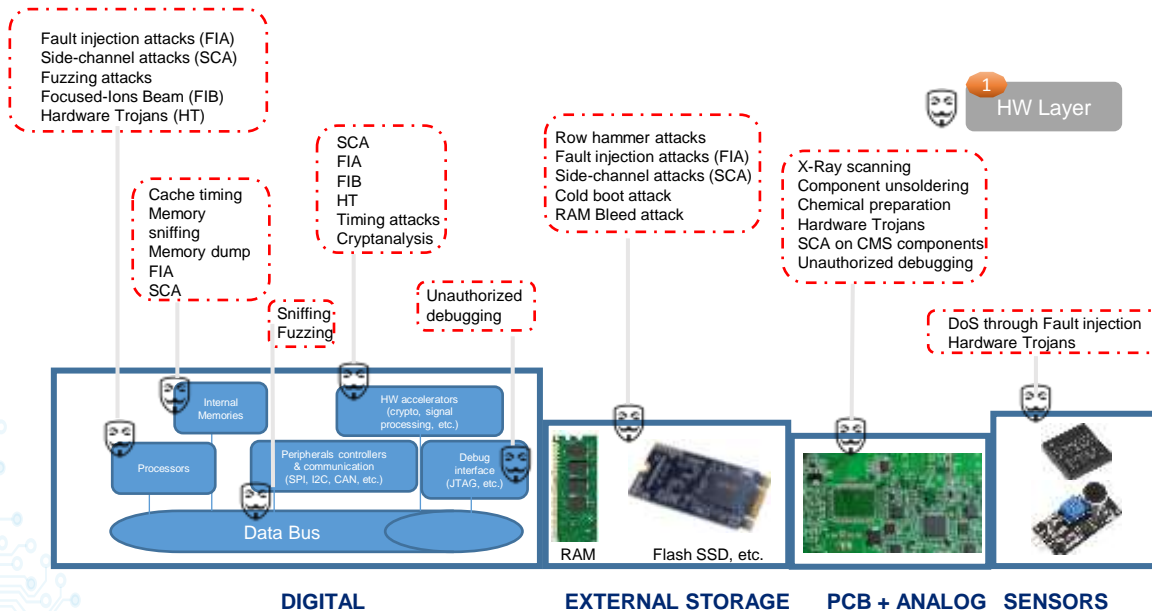 Fault injection attacks (FIA)
Side-channel attacks (SCA)
Fuzzing attacks
Focused-Ions Beam (FIB)
Hardware Trojans (HT)
1
HW Layer
Cache timing
Memory
sniffing
Memory dump
FIA
SCA
SCA
FIA
FIB
HT
Timing attacks
Cryptanalysis
Sniffing
Fuzzing
Unauthorized
debugging
Row hammer attacks
Fault injection attacks (FIA)
Side-channel attacks (SCA)
Cold boot attack
RAM Bleed attack
X-Ray scanning
Component unsoldering
Chemical preparation
Hardware Trojans
SCA on CMS components
Unauthorized debugging
DoS through Fault injection
Hardware Trojans
Internal
Memories
HW accelerators
(crypto, signal
processing, etc.)
Processors
Peripherals controllers
& communication
(SPI, I2C, CAN, etc.)
Debug
interface
(JTAG, etc.)
Data Bus
RAM
Flash SSD, etc.
DIGITAL
EXTERNAL STORAGE
PCB + ANALOG
SENSORS